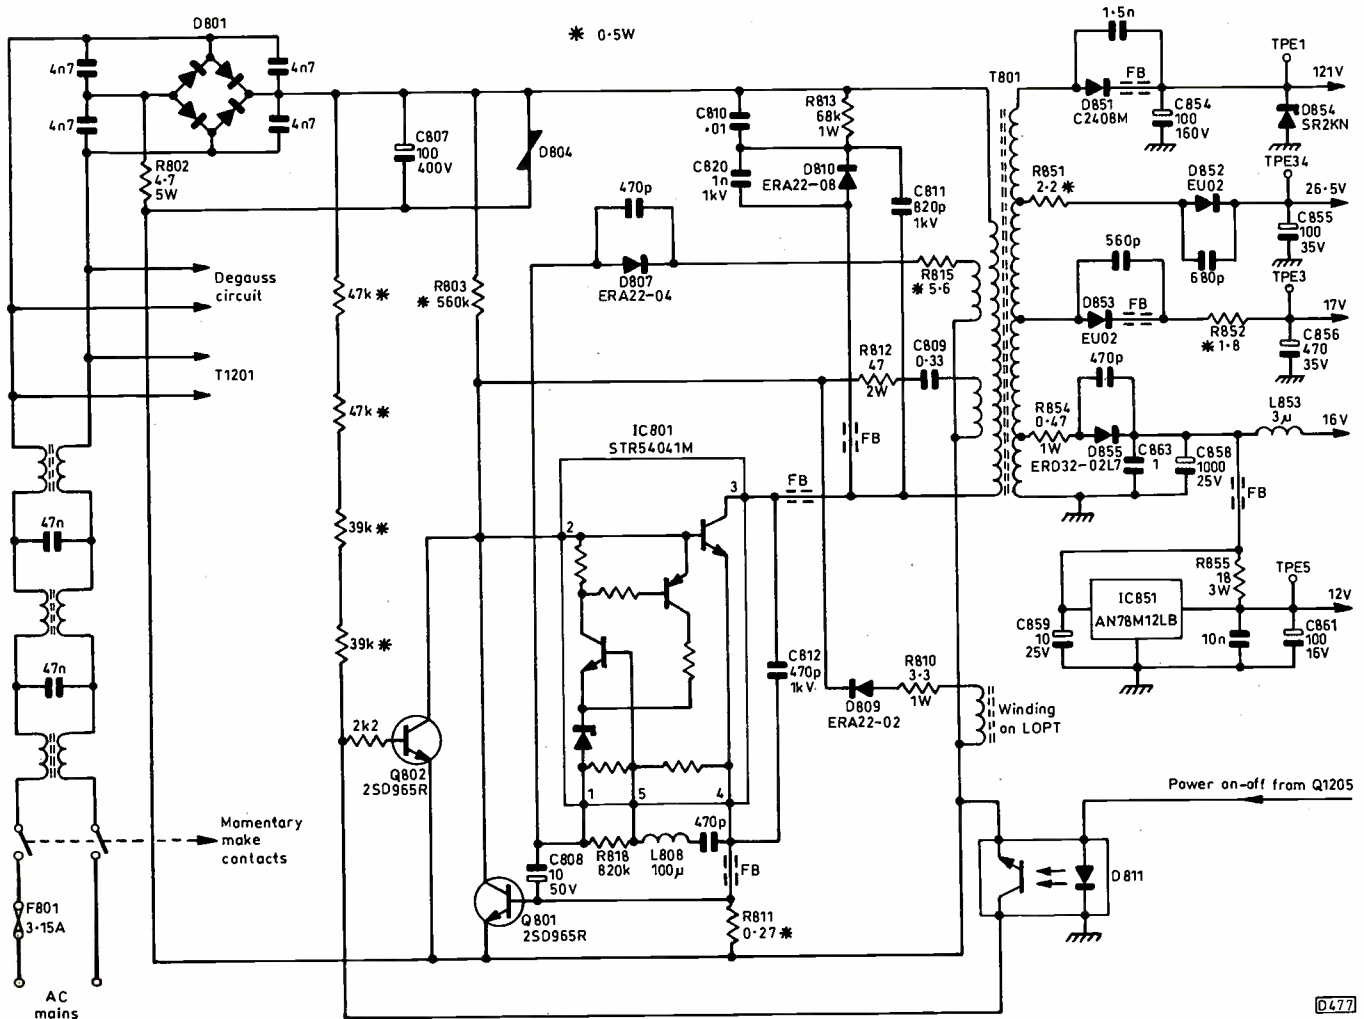 D801
✱ 0·5W
4n7
4n7
4n7
4n7
R802
4·7
5W
C807
100
400V
D804
C810
·01
R813
68k
1W
C820
1n
1kV
D810
ERA22-08
C811
820p
1kV
470p
D807
ERA22-04
R803
✱ 560k
47k ✱
47k ✱
39k ✱
39k ✱
R815
✱ 5·6
R812
47
2W
C809
0·33
T801
1·5n
FB
D851
C2408M
C854
100
160V
TPE1
121V
D854
SR2KN
TPE34
R851
2·2 ✱
D852
EU02
26·5V
C855
100
35V
680p
TPE3
560p
D853
FB
EU02
R852
✱ 1·8
17V
C856
470
35V
470p
R854
0·47
1W
D855
ERD32-02L7
C863
1
C858
1000
25V
L853
3µ
16V
FB
R855
18
3W
TPE5
12V
IC851
AN78M12LB
C859
10
25V
10n
C861
100
16V
Degauss
circuit
T1201
47n
47n
IC801
STR54041M
FB
FB
3
2
1
5
4
C812
470p
1kV
D809
ERA22-02
R810
3·3
1W
Winding
on LOPT
2k2
Q802
2SD965R
R818
820k
L808
100µ
470p
FB
C808
10
50V
Q801
2SD965R
R811
0·27 ✱
Power on-off from Q1205
D811
Momentary
make
contacts
F801
3·15A
AC
mains
D477